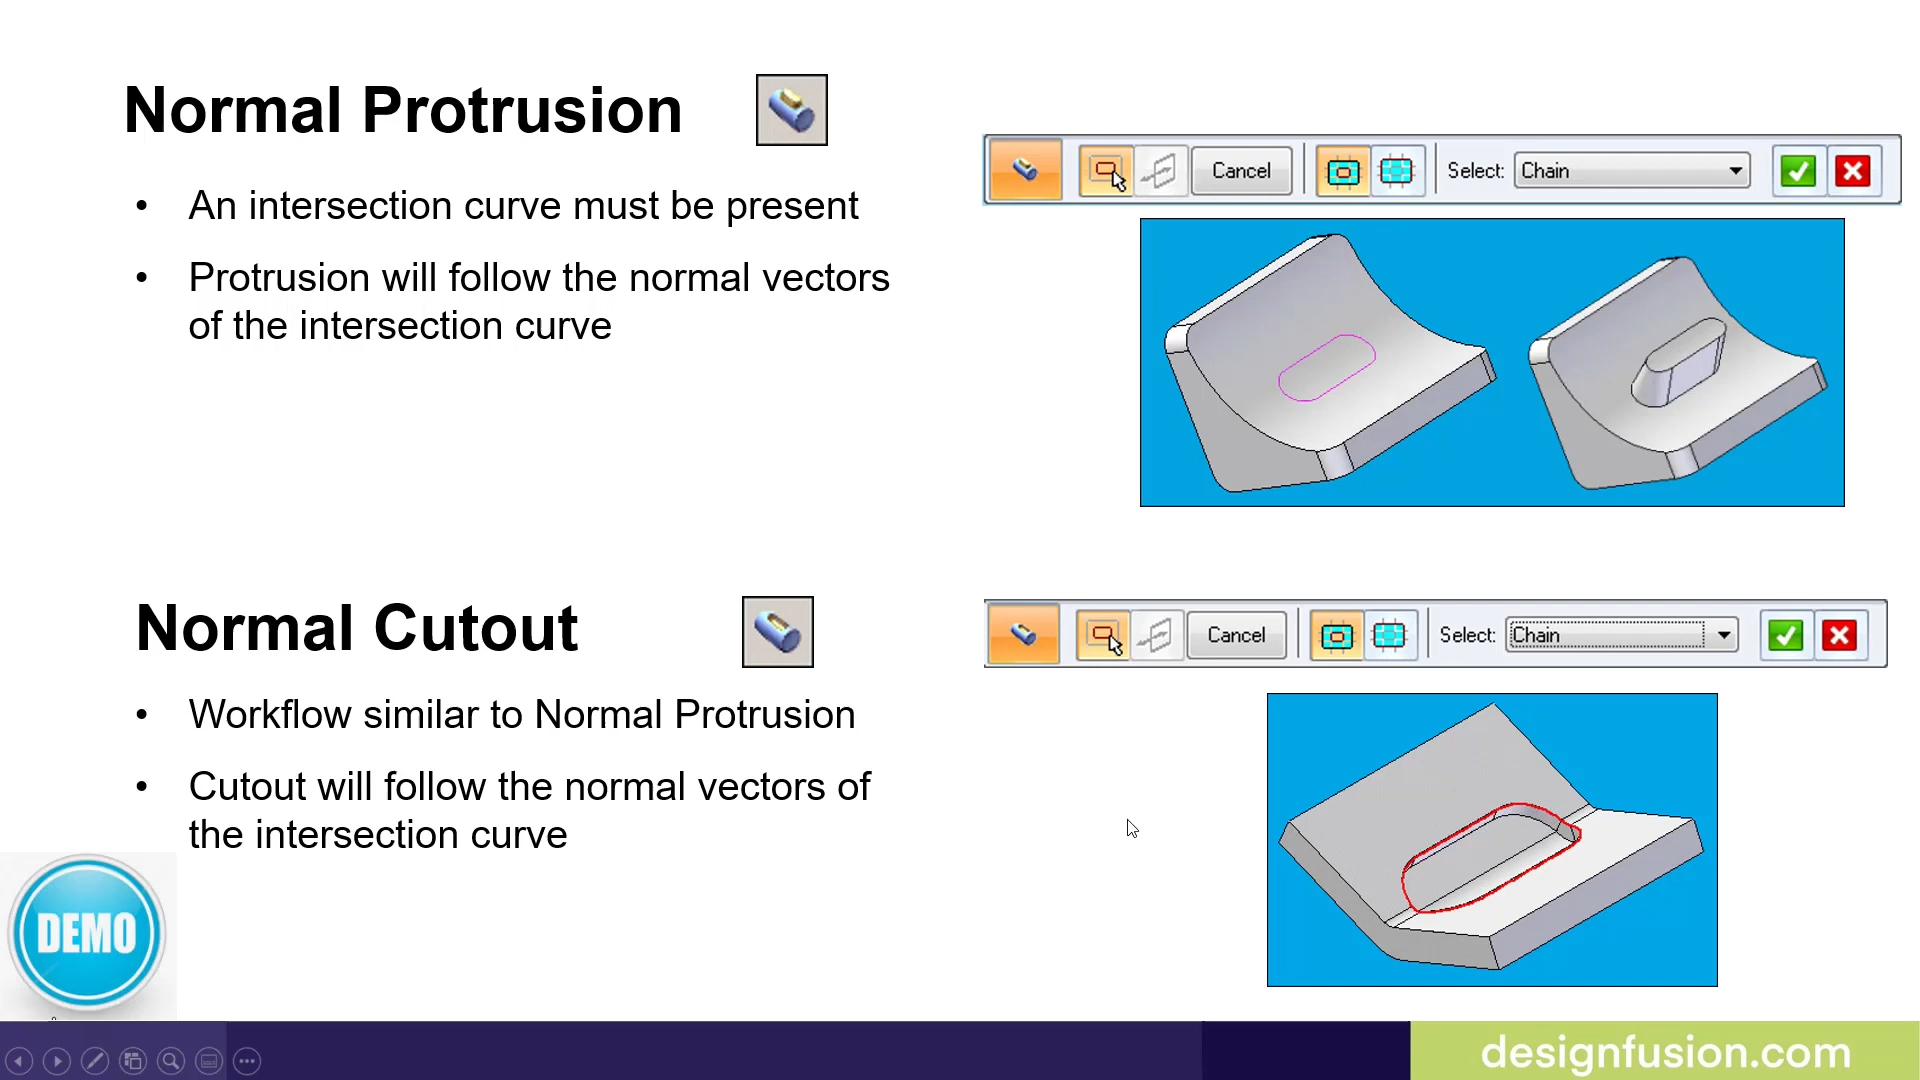 Normal Protrusion
• An intersection curve must be present
• Protrusion will follow the normal vectors
of the intersection curve
Cancel
Select: Chain
Normal Cutout
• Workflow similar to Normal Protrusion
• Cutout will follow the normal vectors of
the intersection curve
Cancel
Select: Chain
DEMO
designfusion.com